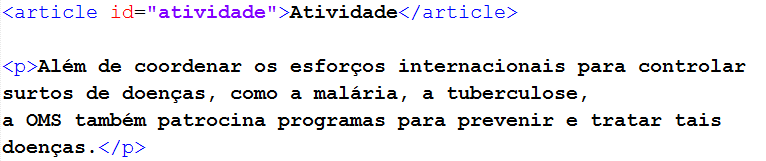 <article id="atividade">Atividade</article>
<p>Além de coordenar os esforços internacionais para controlar
surtos de doenças, como a malária, a tuberculose,
a OMS também patrocina programas para prevenir e tratar tais
doenças.</p>